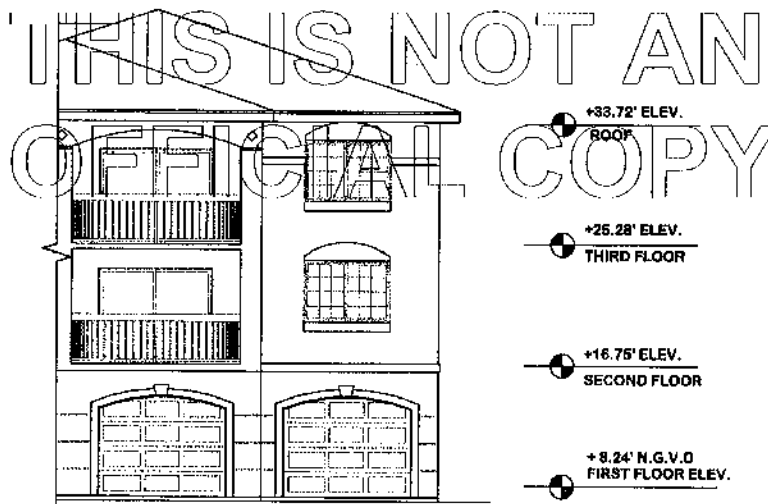 THIS IS NOT AN
OFFICIAL COPY
+33.72' ELEV.
ROOF
+25.28' ELEV.
THIRD FLOOR
+16.75' ELEV.
SECOND FLOOR
+8.24' N.G.V.D
FIRST FLOOR ELEV.